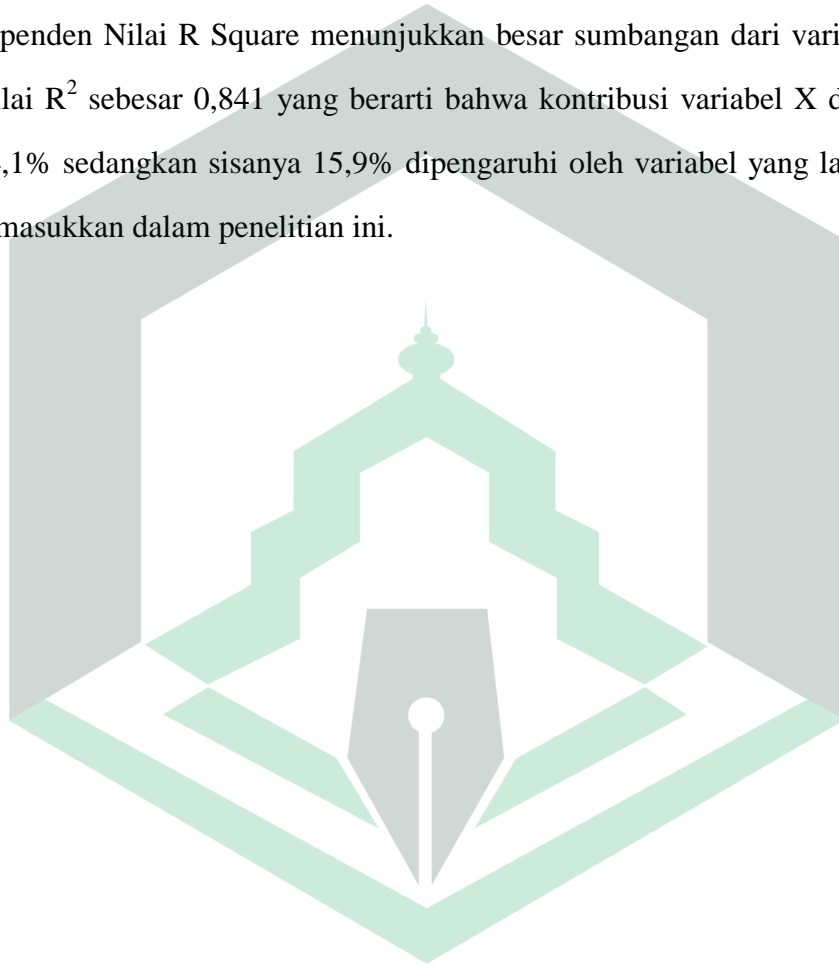 penden Nilai R Square menunjukkan besar sumbangan dari vari
lai R² sebesar 0,841 yang berarti bahwa kontribusi variabel X d
,1% sedangkan sisanya 15,9% dipengaruhi oleh variabel yang la
masukkan dalam penelitian ini.